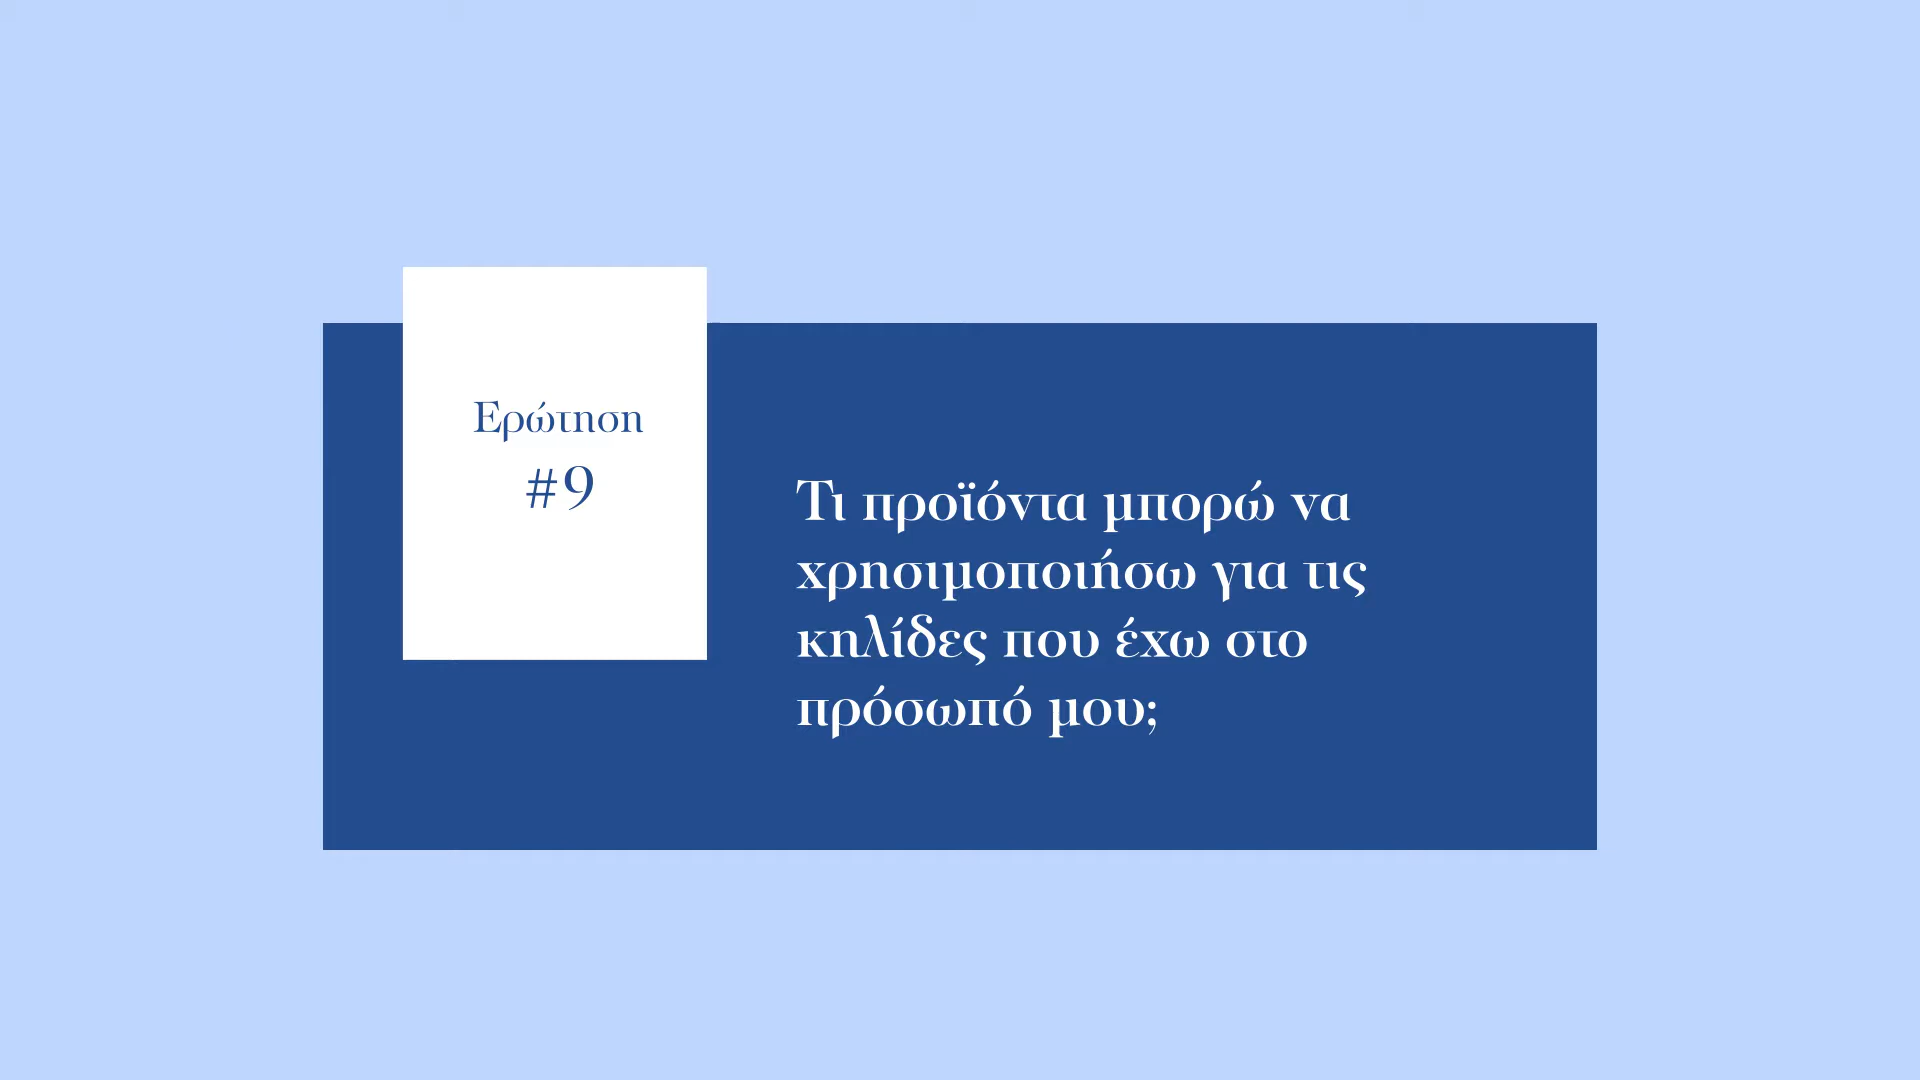 Ερώτηση
#9
Τι προϊόντα μπορώ να
χρησιμοποιήσω για τις
κηλίδες που έχω στο
πρόσωπό μου;